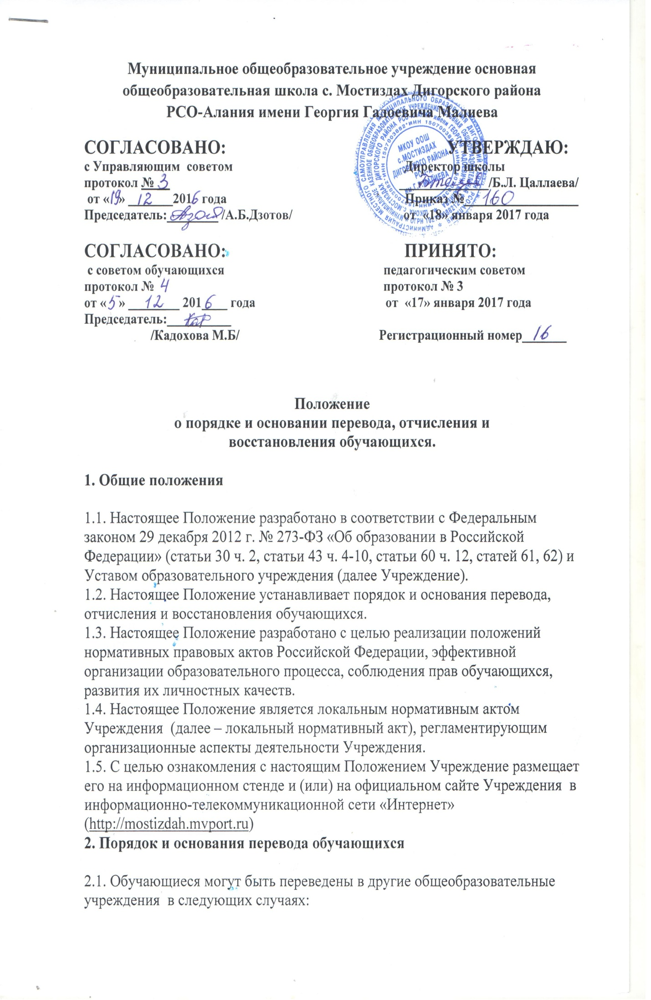 Муниципальное общеобразовательное учреждение основная
общеобразовательная школа с. Мостиздах Дигорского района
РСО-Алания имени Георгия Гадоевича Малиева
СОГЛАСОВАНО: УТВЕРЖДАЮ:
с Управляющим советом Директор школы
протокол № 3 ____________/Б.Л. Цаллаева/
от «19» 12 2016 года Приказ № 160
Председатель:________/А.Б.Дзотов/ от «18» января 2017 года
МКОУ ООШ
с.МОСТИЗДАХ
ДИГОРСКОГО РАЙОНА
РСО-А
им.Г.Г.МАЛИЕВА
СОГЛАСОВАНО: ПРИНЯТО:
с советом обучающихся педагогическим советом
протокол № 4 протокол № 3
от «5» 12 2016 года от «17» января 2017 года
Председатель:__________
/Кадохова М.Б/ Регистрационный номер 16
Положение
о порядке и основании перевода, отчисления и
восстановления обучающихся.
1. Общие положения
1.1. Настоящее Положение разработано в соответствии с Федеральным
законом 29 декабря 2012 г. № 273-ФЗ «Об образовании в Российской
Федерации» (статьи 30 ч. 2, статьи 43 ч. 4-10, статьи 60 ч. 12, статей 61, 62) и
Уставом образовательного учреждения (далее Учреждение).
1.2. Настоящее Положение устанавливает порядок и основания перевода,
отчисления и восстановления обучающихся.
1.3. Настоящее Положение разработано с целью реализации положений
нормативных правовых актов Российской Федерации, эффективной
организации образовательного процесса, соблюдения прав обучающихся,
развития их личностных качеств.
1.4. Настоящее Положение является локальным нормативным актом
Учреждения (далее – локальный нормативный акт), регламентирующим
организационные аспекты деятельности Учреждения.
1.5. С целью ознакомления с настоящим Положением Учреждение размещает
его на информационном стенде и (или) на официальном сайте Учреждения в
информационно-телекоммуникационной сети «Интернет»
(http://mostizdah.mvport.ru)
2. Порядок и основания перевода обучающихся
2.1. Обучающиеся могут быть переведены в другие общеобразовательные
учреждения в следующих случаях: